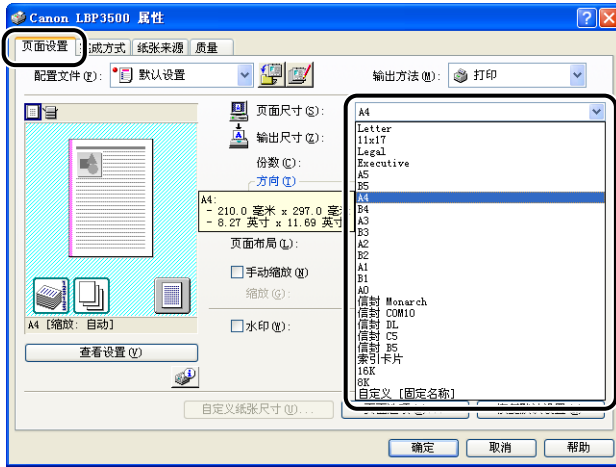 Canon LBP3500 属性
页面设置 成方式 纸张来源 质量
配置文件(F): 默认设置 输出方法(M): 打印
页面尺寸(S): A4
输出尺寸(Z):
份数(C):
方向(T)
A4:
- 210.0 毫米 x 297.0 毫
- 8.27 英寸 x 11.69 英寸
页面布局(L):
手动缩放(N)
缩放(G):
水印(W):
Letter
11x17
Legal
Executive
A5
B5
A4
B4
A3
B3
A2
B2
A1
B1
A0
信封 Monarch
信封 COM10
信封 DL
信封 C5
信封 B5
索引卡片
16K
8K
自定义 [固定名称]
A4 [缩放: 自动]
查看设置(V)
自定义纸张尺寸(U)...
确定 取消 帮助